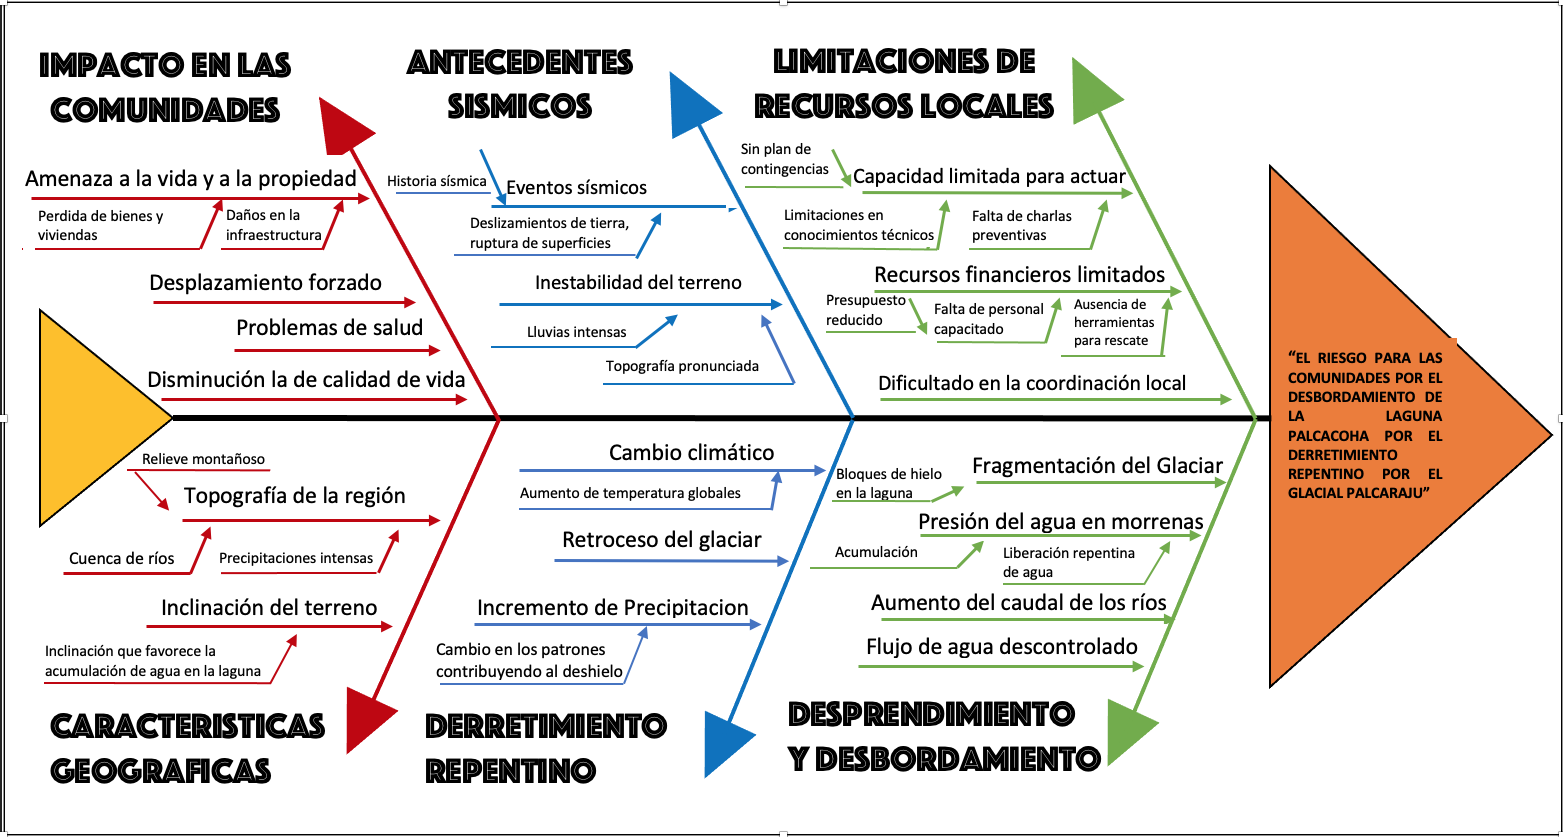 IMPACTO EN LAS
COMUNIDADES
Amenaza a la vida y a la propiedad
Perdida de bienes y
viviendas
Daños en la
infraestructura
Desplazamiento forzado
Problemas de salud
Disminución la de calidad de vida
ANTECEDENTES
SISMICOS
Historia sísmica
Eventos sísmicos
Deslizamientos de tierra,
ruptura de superficies
Inestabilidad del terreno
Lluvias intensas
Topografía pronunciada
LIMITACIONES DE
RECURSOS LOCALES
Sin plan de
contingencias
Capacidad limitada para actuar
Limitaciones en
conocimientos técnicos
Falta de charlas
preventivas
Recursos financieros limitados
Presupuesto
reducido
Falta de personal
capacitado
Ausencia de
herramientas
para rescate
Dificultado en la coordinación local
“EL RIESGO PARA LAS
COMUNIDADES POR EL
DESBORDAMIENTO DE
LA LAGUNA
PALCACOHA POR EL
DERRETIMIENTO
REPENTINO POR EL
GLACIAL PALCARAJU”
Relieve montañoso
Topografía de la región
Cuenca de ríos
Precipitaciones intensas
Inclinación del terreno
Inclinación que favorece la
acumulación de agua en la laguna
CARACTERISTICAS
GEOGRAFICAS
Cambio climático
Aumento de temperatura globales
Retroceso del glaciar
Incremento de Precipitacion
Cambio en los patrones
contribuyendo al deshielo
DERRETIMIENTO
REPENTINO
Bloques de hielo
en la laguna
Fragmentación del Glaciar
Presión del agua en morrenas
Acumulación
Liberación repentina
de agua
Aumento del caudal de los ríos
Flujo de agua descontrolado
DESPRENDIMIENTO
Y DESBORDAMIENTO